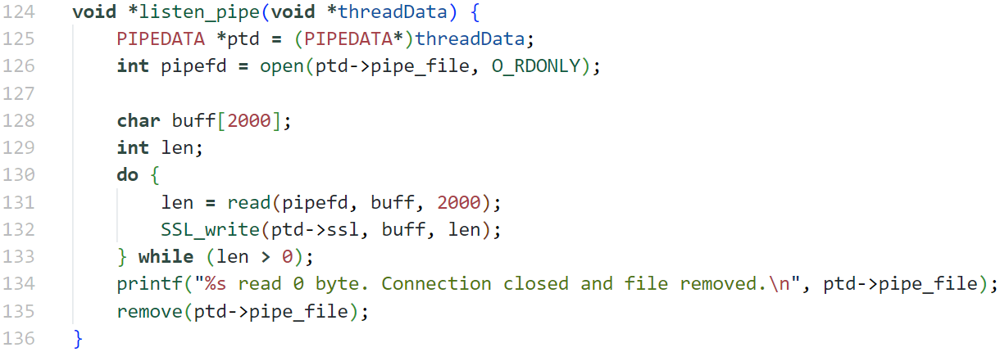 124 void *listen_pipe(void *threadData) {
125     PIPEDATA *ptd = (PIPEDATA*)threadData;
126     int pipefd = open(ptd->pipe_file, O_RDONLY);
127
128     char buff[2000];
129     int len;
130     do {
131         len = read(pipefd, buff, 2000);
132         SSL_write(ptd->ssl, buff, len);
133     } while (len > 0);
134     printf("%s read 0 byte. Connection closed and file removed.\n", ptd->pipe_file);
135     remove(ptd->pipe_file);
136 }